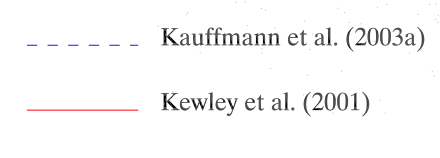 Kauffmann et al. (2003a)
Kewley et al. (2001)